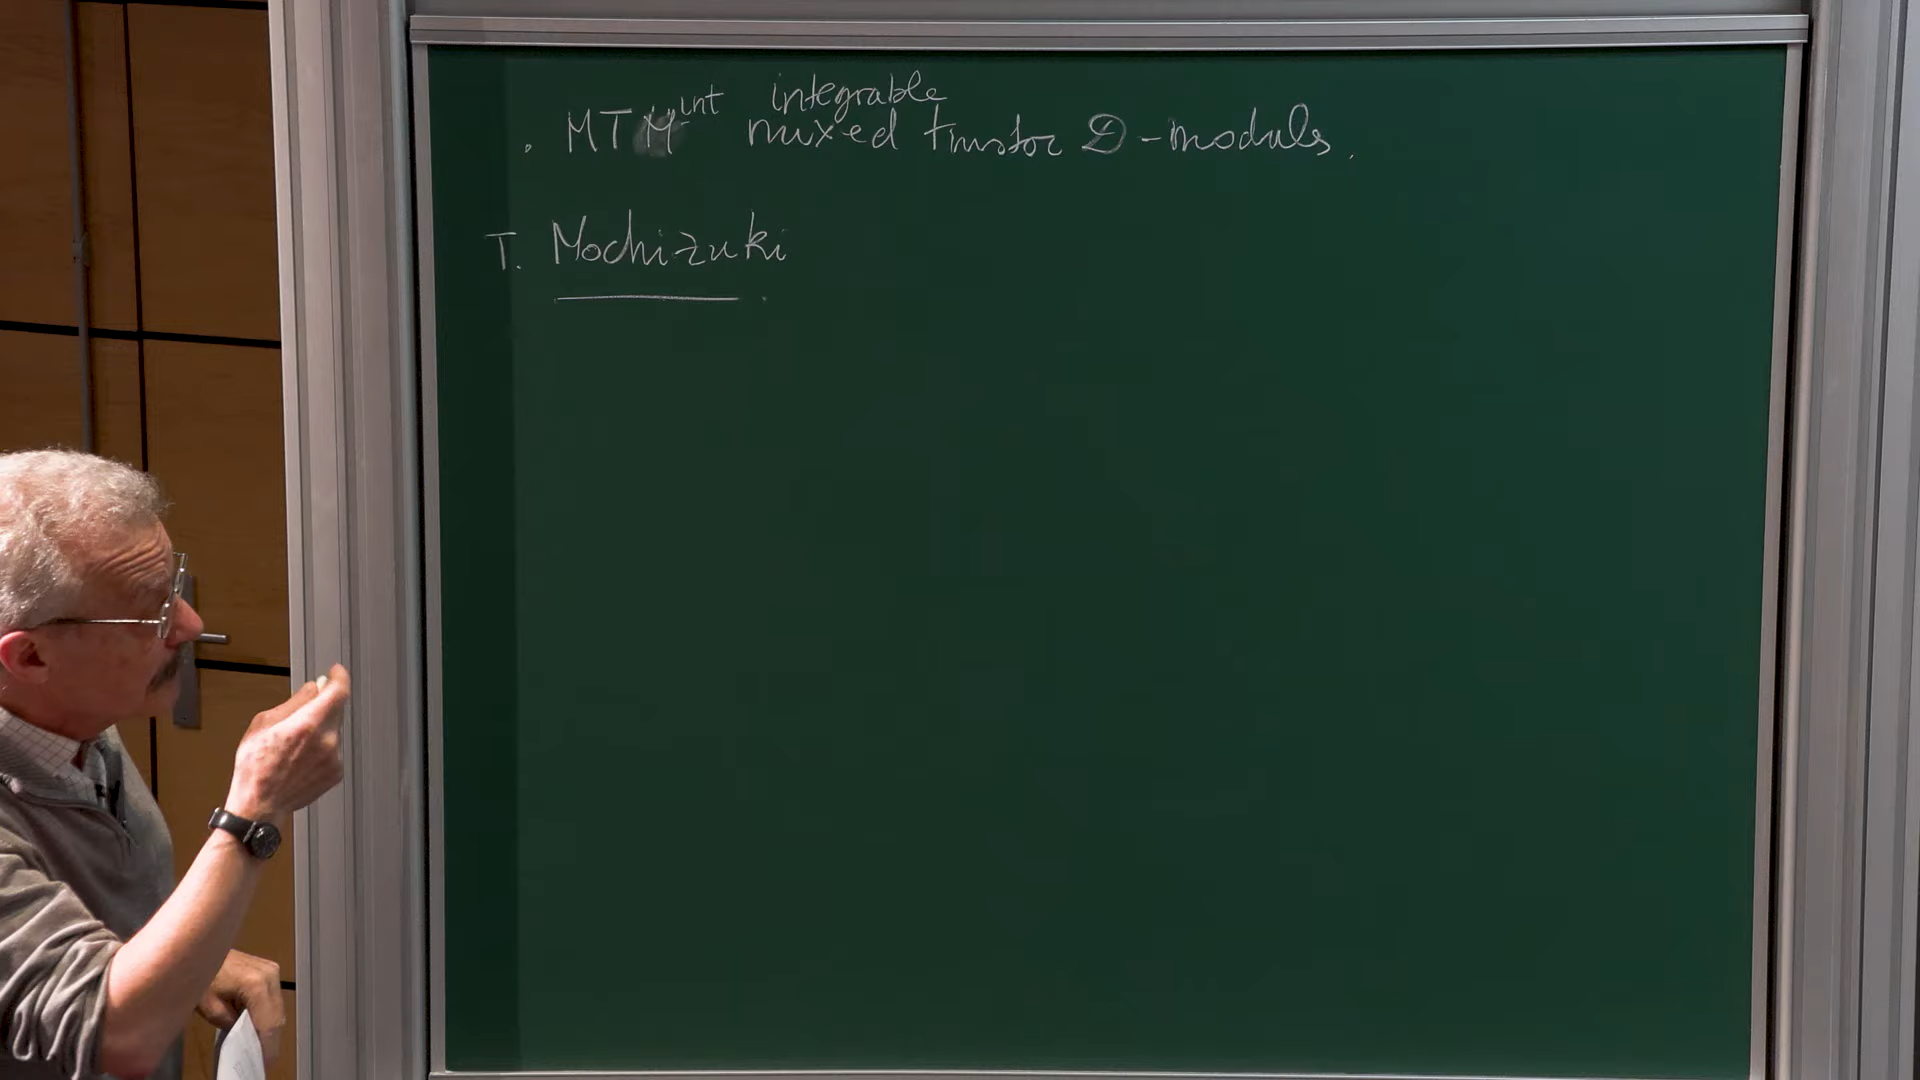 . MTM^int integrable mixed twistor D-modules.
T. Mochizuki